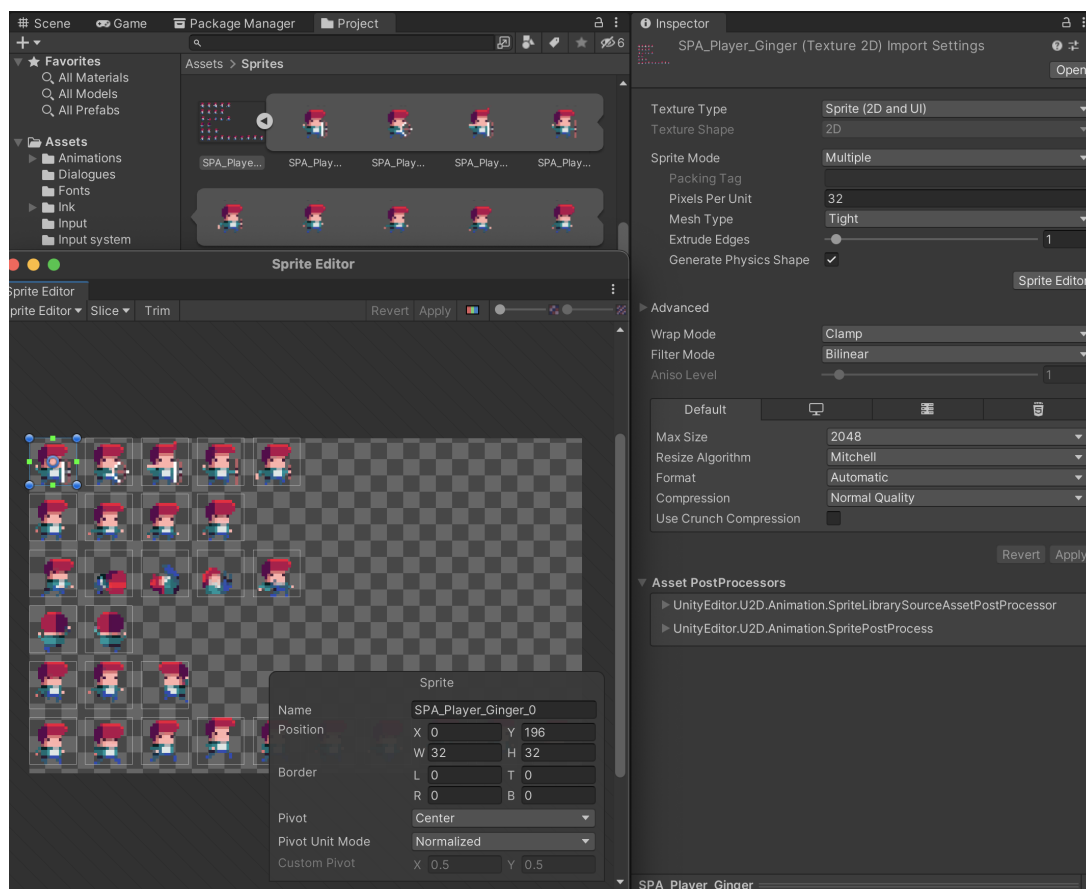 Scene Game Package Manager Project
6
Favorites
All Materials
All Models
All Prefabs
Assets
Animations
Dialogues
Fonts
Ink
Input
Input system
Assets > Sprites
SPA_Playe... SPA_Play... SPA_Play... SPA_Play... SPA_Play...
Sprite Editor
Sprite Editor
prite Editor Slice Trim Revert Apply
Sprite
Name SPA_Player_Ginger_0
Position X 0 Y 196
W 32 H 32
Border L 0 T 0
R 0 B 0
Pivot Center
Pivot Unit Mode Normalized
Custom Pivot X 0.5 Y 0.5
Inspector
SPA_Player_Ginger (Texture 2D) Import Settings
Open
Texture Type Sprite (2D and UI)
Texture Shape 2D
Sprite Mode Multiple
Packing Tag
Pixels Per Unit 32
Mesh Type Tight
Extrude Edges 1
Generate Physics Shape
Sprite Editor
Advanced
Wrap Mode Clamp
Filter Mode Bilinear
Aniso Level 1
Default
Max Size 2048
Resize Algorithm Mitchell
Format Automatic
Compression Normal Quality
Use Crunch Compression
Revert Apply
Asset PostProcessors
UnityEditor.U2D.Animation.SpriteLibrarySourceAssetPostProcessor
UnityEditor.U2D.Animation.SpritePostProcess
SPA_Player_Ginger